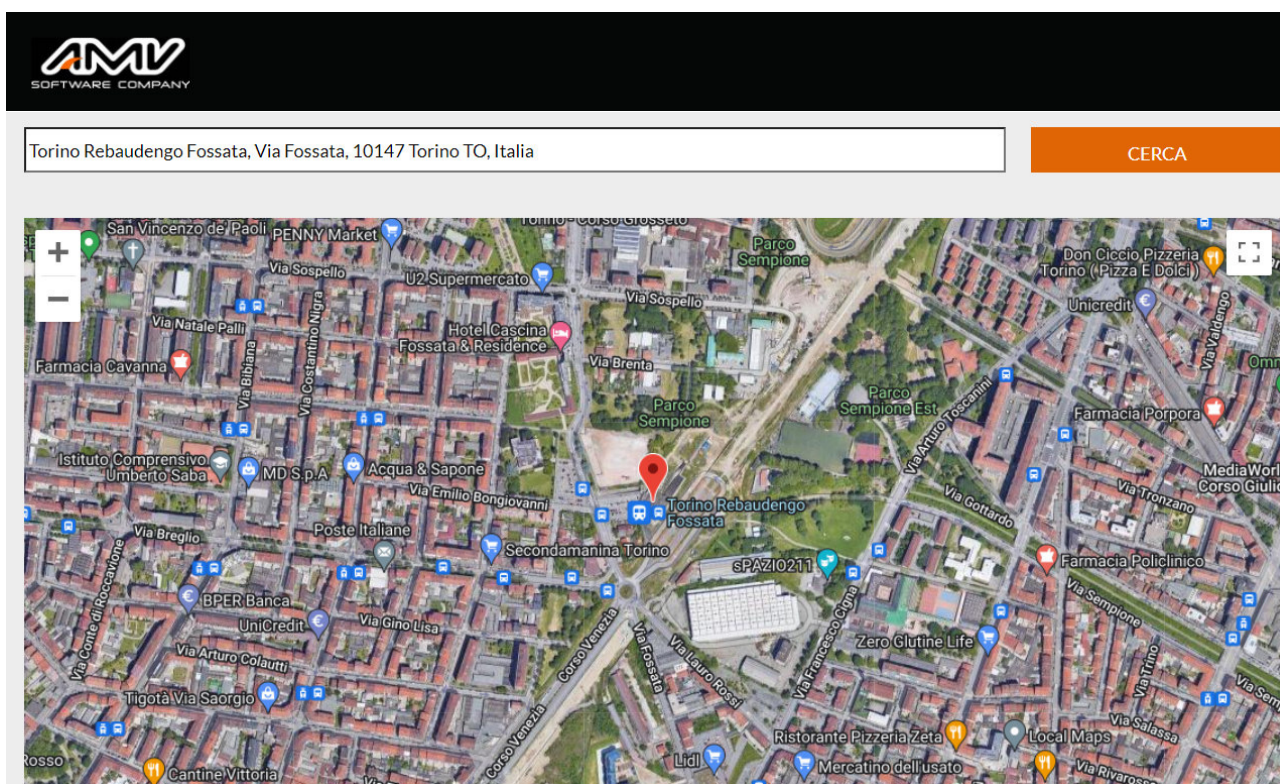 AMV
SOFTWARE COMPANY
Torino Rebaudengo Fossata, Via Fossata, 10147 Torino TO, Italia
CERCA
Torino - Corso Grosseto
San Vincenzo de' Paoli
PENNY Market
Parco
Sempione
Don Ciccio Pizzeria
Torino ( Pizza E Dolci )
Via Sospello
U2 Supermercato
Via Sospello
Unicredit
Via Valdengo
Via Natale Palli
Via Costantino Nigra
Hotel Cascina
Fossata & Residence
Via Brenta
Farmacia Cavanna
Via Bibiana
Parco
Sempione
Parco
Sempione Est
Via Arturo Toscanini
Farmacia Porpora
Istituto Comprensivo
Umberto Saba
MD S.p.A
Acqua & Sapone
Via Emilio Bongiovanni
MediaWorl
Corso Giulio
Via Tronzano
Via Gottardo
Torino Rebaudengo
Fossata
Via Breglio
Poste Italiane
Secondamanina Torino
sPAZIO211
Farmacia Policlinico
Via Conte di Roccavione
BPER Banca
UniCredit
Via Gino Lisa
Via Sempione
Via Francesco Cigna
Zero Glutine Life
Via Arturo Colautti
Corso Venezia
Via Fossata
Via Lauro Rossi
Via Trino
Tigotà Via Saorgio
Corso Venezia
Via Salassa
Ristorante Pizzeria Zeta
Local Maps
Lidl
Mercatino dell'usato
Via Rivaross
Cantine Vittoria